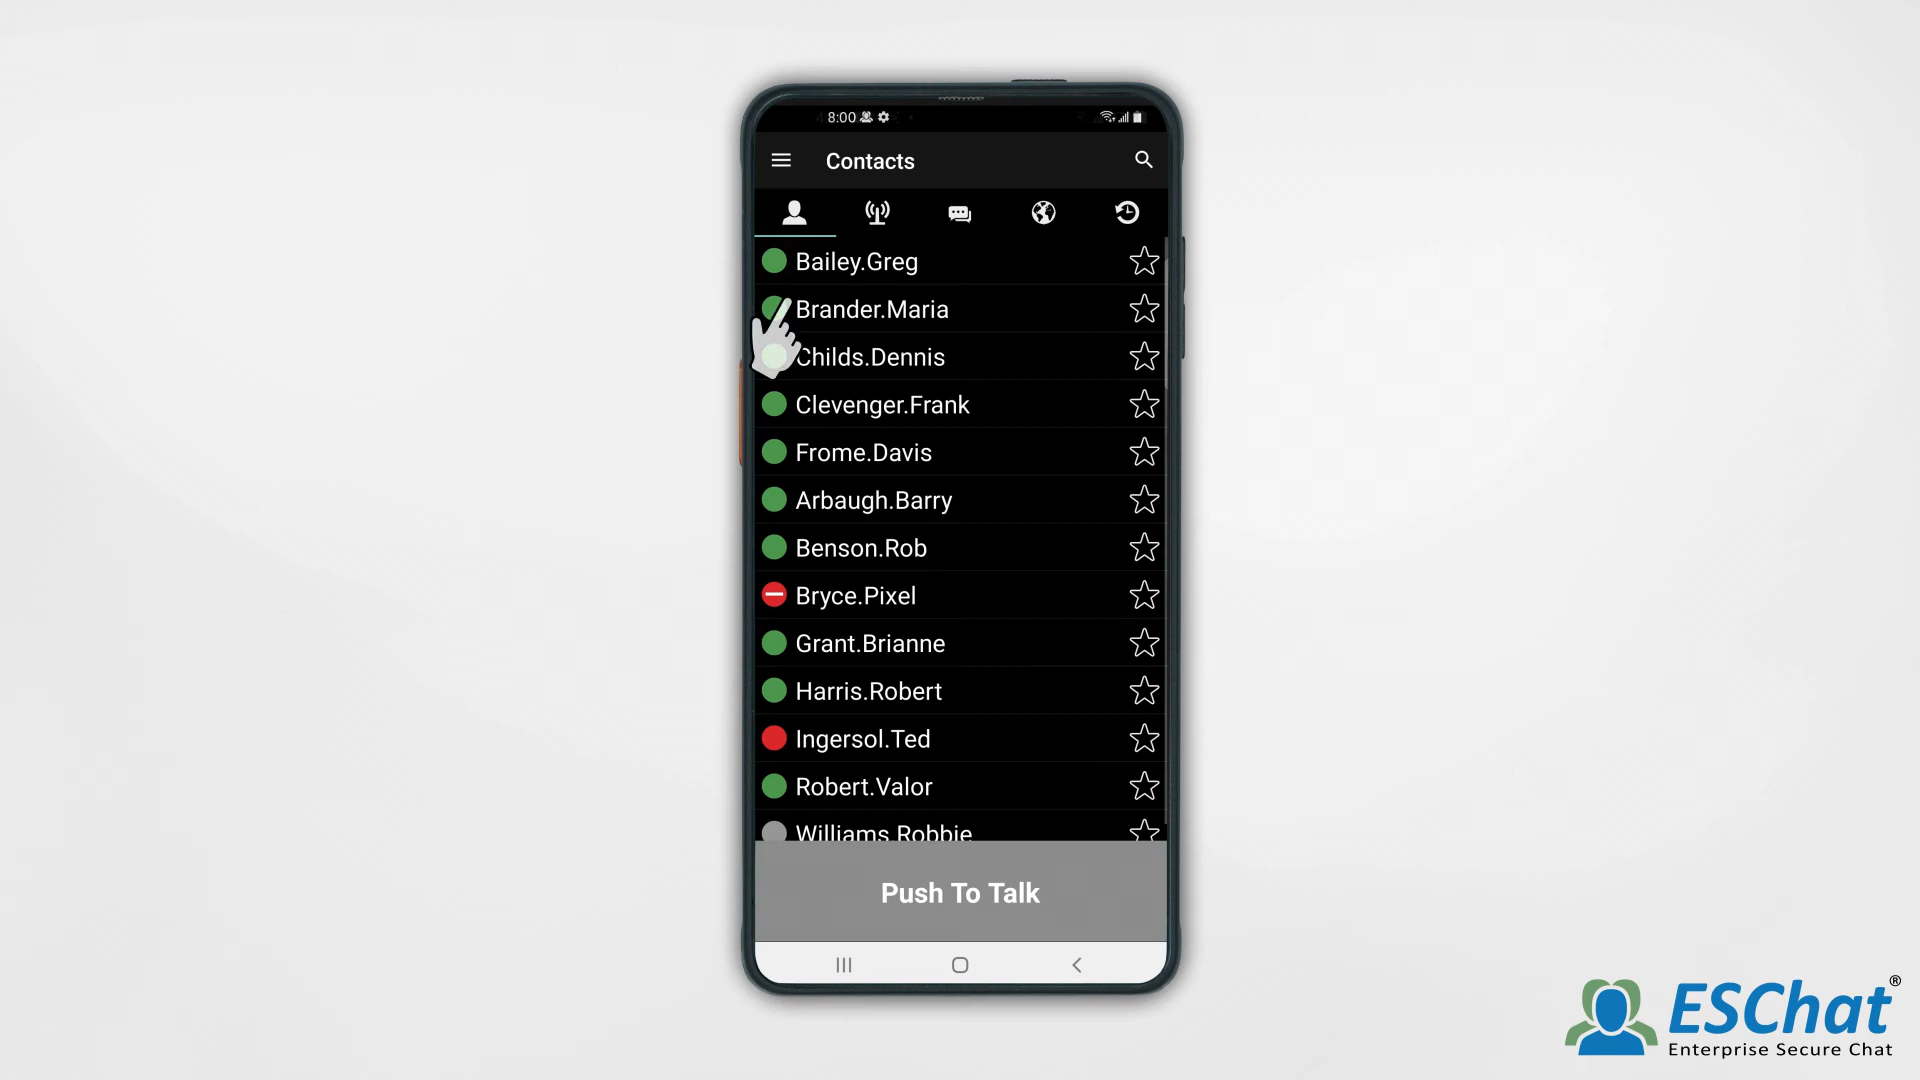 8:00
Contacts
Bailey.Greg
Brander.Maria
Childs.Dennis
Clevenger.Frank
Frome.Davis
Arbaugh.Barry
Benson.Rob
Bryce.Pixel
Grant.Brianne
Harris.Robert
Ingersol.Ted
Robert.Valor
Williams.Robbie
Push To Talk
ESChat®
Enterprise Secure Chat